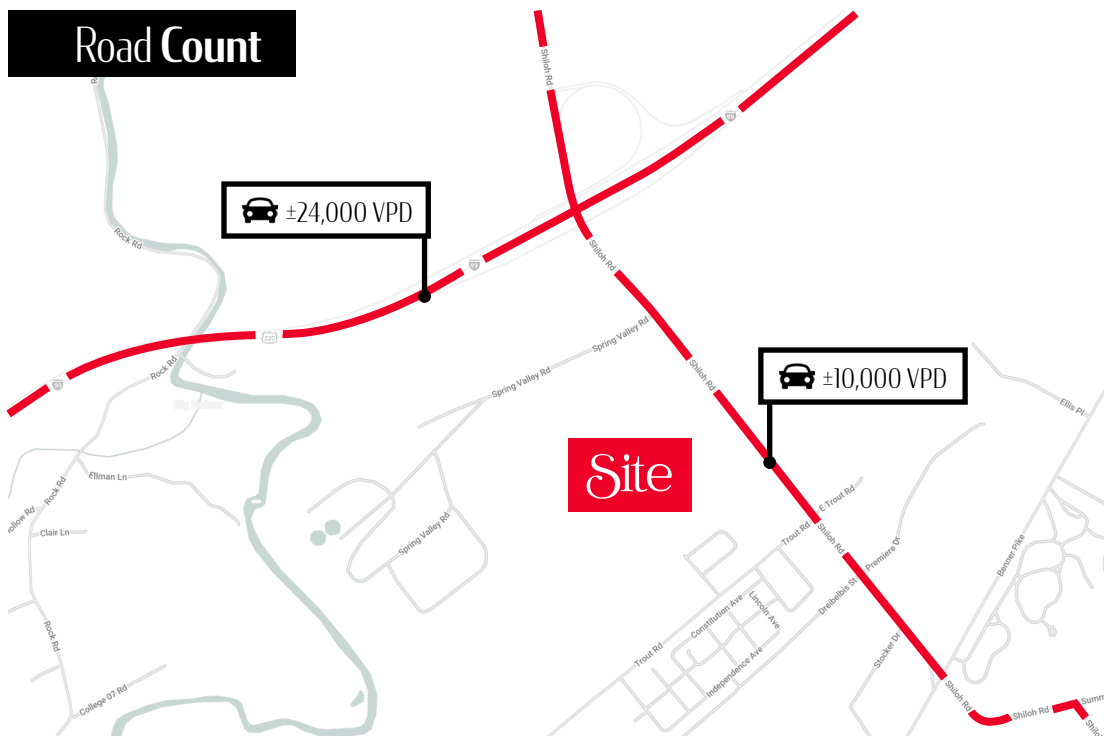 Road Count
Shiloh Rd
99
±24,000 VPD
Rock Rd
Shiloh Rd
99
220
Spring Valley Rd
Rock Rd
Shiloh Rd
±10,000 VPD
99
Spring Valley Rd
Ellis Pl
Site
Ellman Ln
Rock Rd
E Trout Rd
Clair Ln
Spring Valley Rd
Trout Rd
Shiloh Rd
Premiere Dr
Benner Pike
Dreibelbis St
Constitution Ave
Lincoln Ave
Rock Rd
Trout Rd
Stocker Dr
Independence Ave
College 07 Rd
Shiloh Rd
Shiloh Rd